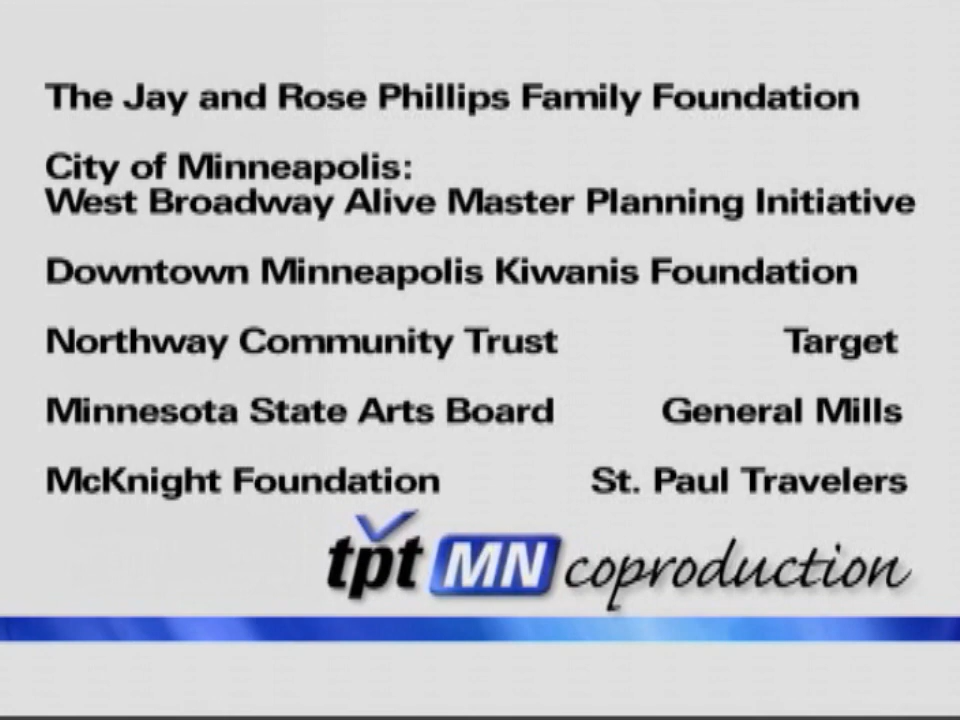 The Jay and Rose Phillips Family Foundation
City of Minneapolis:
West Broadway Alive Master Planning Initiative
Downtown Minneapolis Kiwanis Foundation
Northway Community Trust Target
Minnesota State Arts Board General Mills
McKnight Foundation St. Paul Travelers
tpt MN coproduction